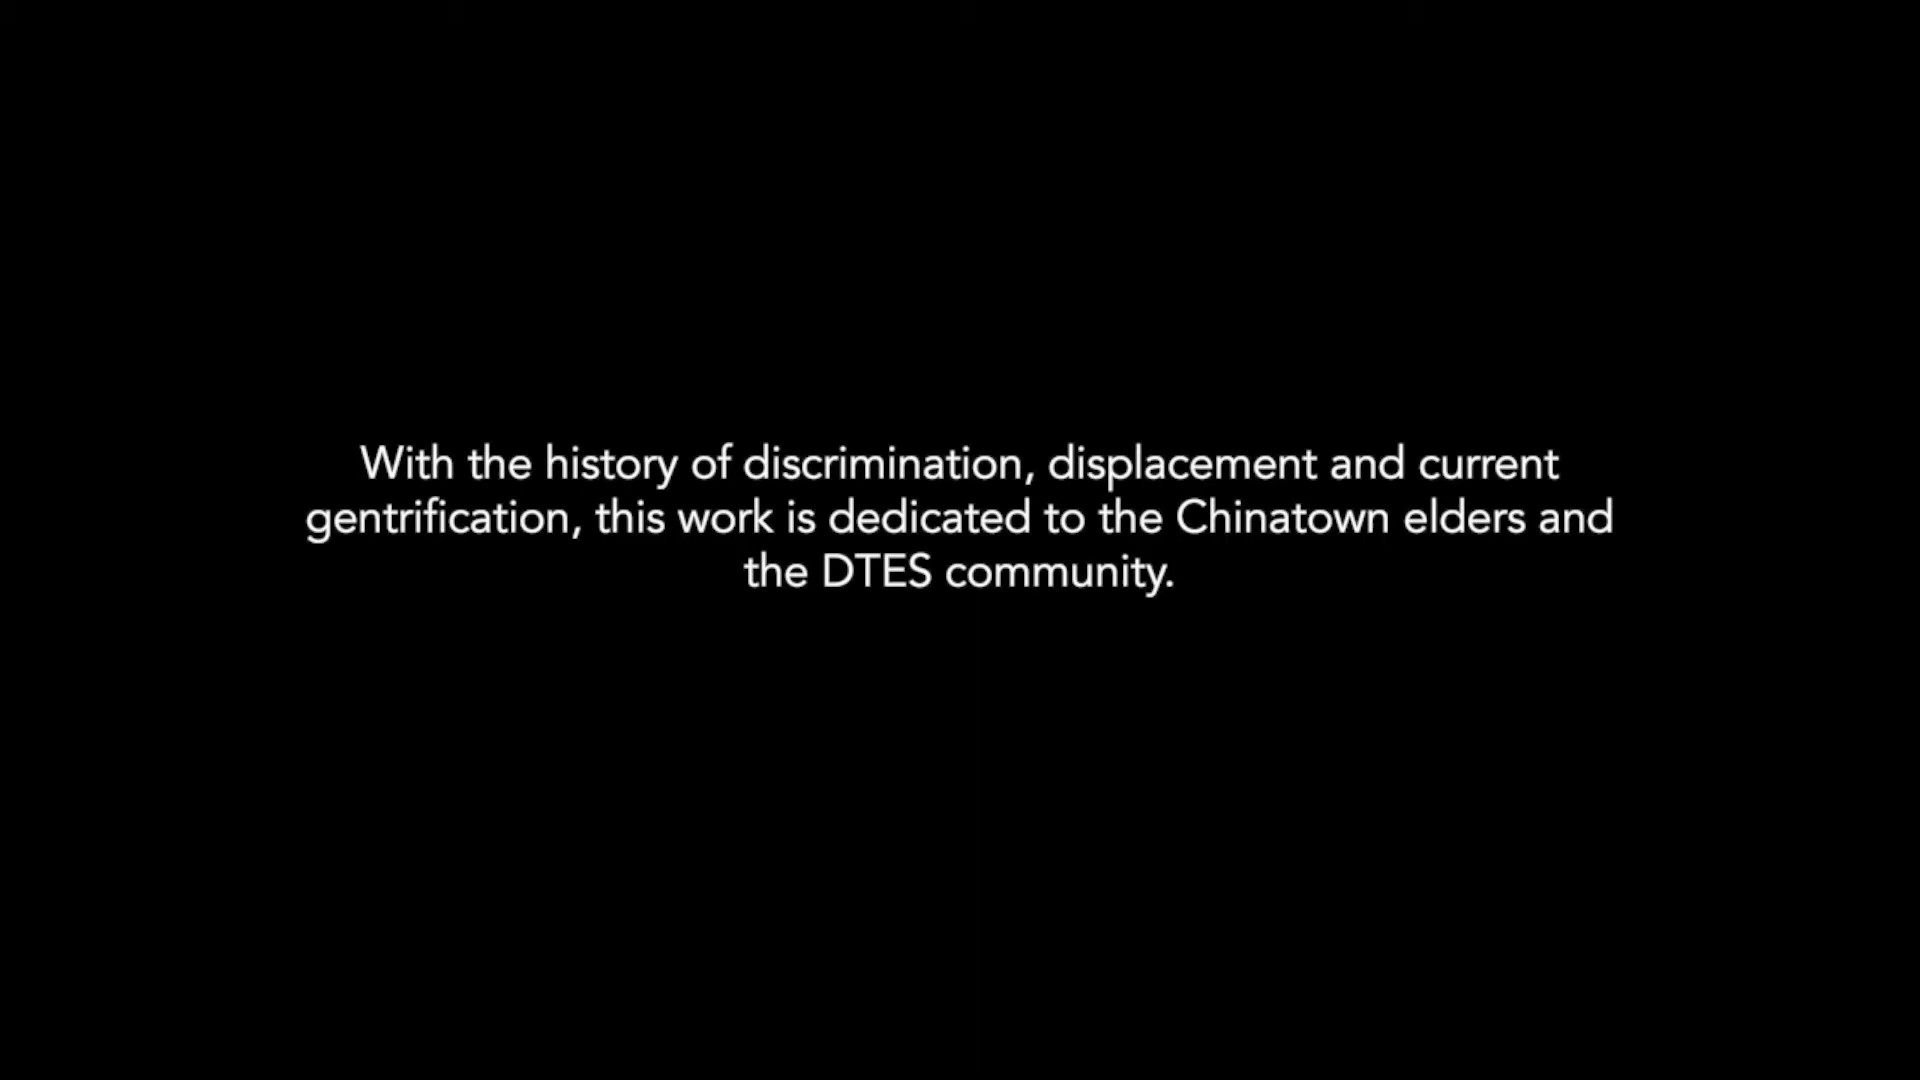 With the history of discrimination, displacement and current
gentrification, this work is dedicated to the Chinatown elders and
the DTES community.